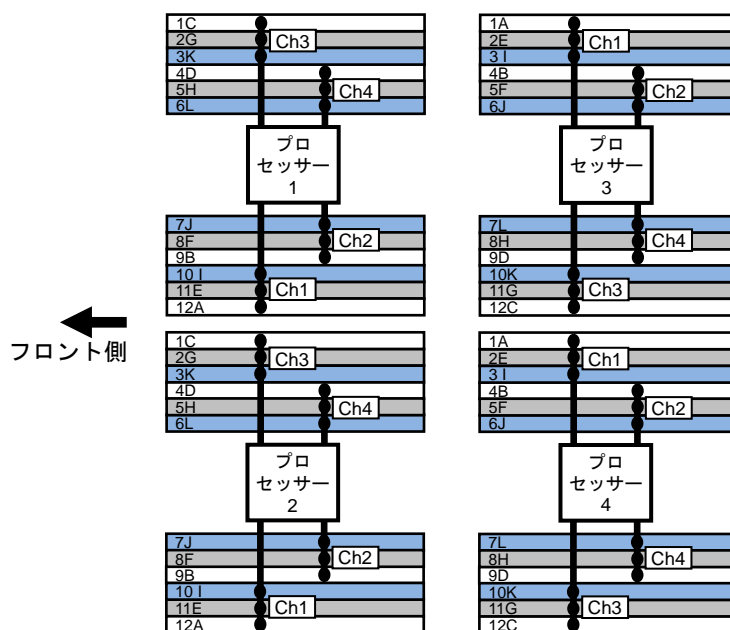 1C
2G
3K
Ch3
4D
5H
6L
Ch4
プロ
セッサー
1
7J
8F
9B
Ch2
10 I
11E
12A
Ch1
1A
2E
3 I
Ch1
4B
5F
6J
Ch2
プロ
セッサー
3
7L
8H
9D
Ch4
10K
11G
12C
Ch3
フロント側
1C
2G
3K
Ch3
4D
5H
6L
Ch4
プロ
セッサー
2
7J
8F
9B
Ch2
10 I
11E
12A
Ch1
1A
2E
3 I
Ch1
4B
5F
6J
Ch2
プロ
セッサー
4
7L
8H
9D
Ch4
10K
11G
12C
Ch3